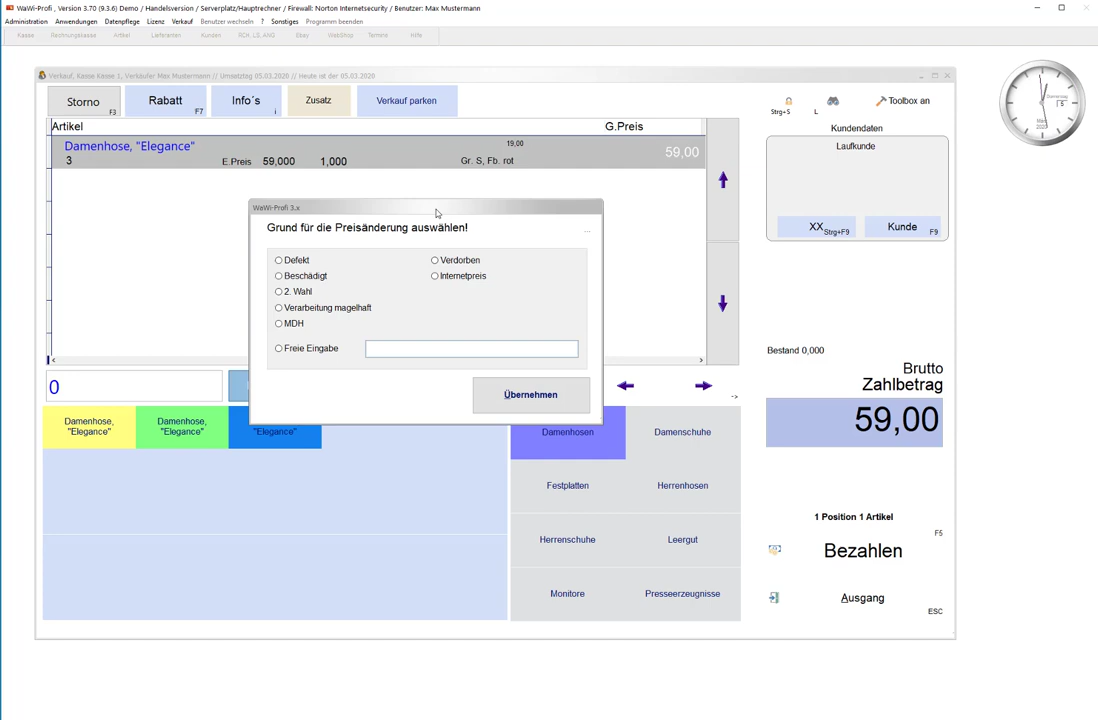 WaWi-Profi , Version 3.70 (9.3.6) Demo / Handelsversion / Serverplatz/Hauptrechner / Firewall: Norton Internetsecurity / Benutzer: Max Mustermann
Administration Anwendungen Datenpflege Lizenz Verkauf Benutzer wechseln ? Sonstiges Programm beenden
Kasse Rechnungskasse Artikel Lieferanten Kunden SCH, LS, ANG Ebay WebShop Termine Hilfe
Verkauf, Kasse Kasse 1, Verkäufer Max Mustermann // Umsatztag 05.03.2020 // Heute ist der 05.03.2020
Storno F3 Rabatt F7 Info´s i Zusatz Verkauf parken
Strg+S L Toolbox an
Artikel G.Preis
Damenhose, "Elegance" 19,00
3 E.Preis 59,000 1,000 Gr. S, Fb. rot 59,00
Kundendaten
Laufkunde
XX Strg+F9 Kunde F9
Donnerstag
5
März
2020
WaWi-Profi 3.x
Grund für die Preisänderung auswählen!
...
Defekt Verdorben
Beschädigt Internetpreis
2. Wahl
Verarbeitung magelhaft
MDH
Freie Eingabe
Übernehmen
Bestand 0,000
Brutto
Zahlbetrag
59,00
0
->
Damenhose, "Elegance"
Damenhose, "Elegance"
"Elegance"
Damenhosen Damenschuhe
Festplatten Herrenhosen
Herrenschuhe Leergut
Monitore Presseerzeugnisse
1 Position 1 Artikel
F5
Bezahlen
Ausgang
ESC